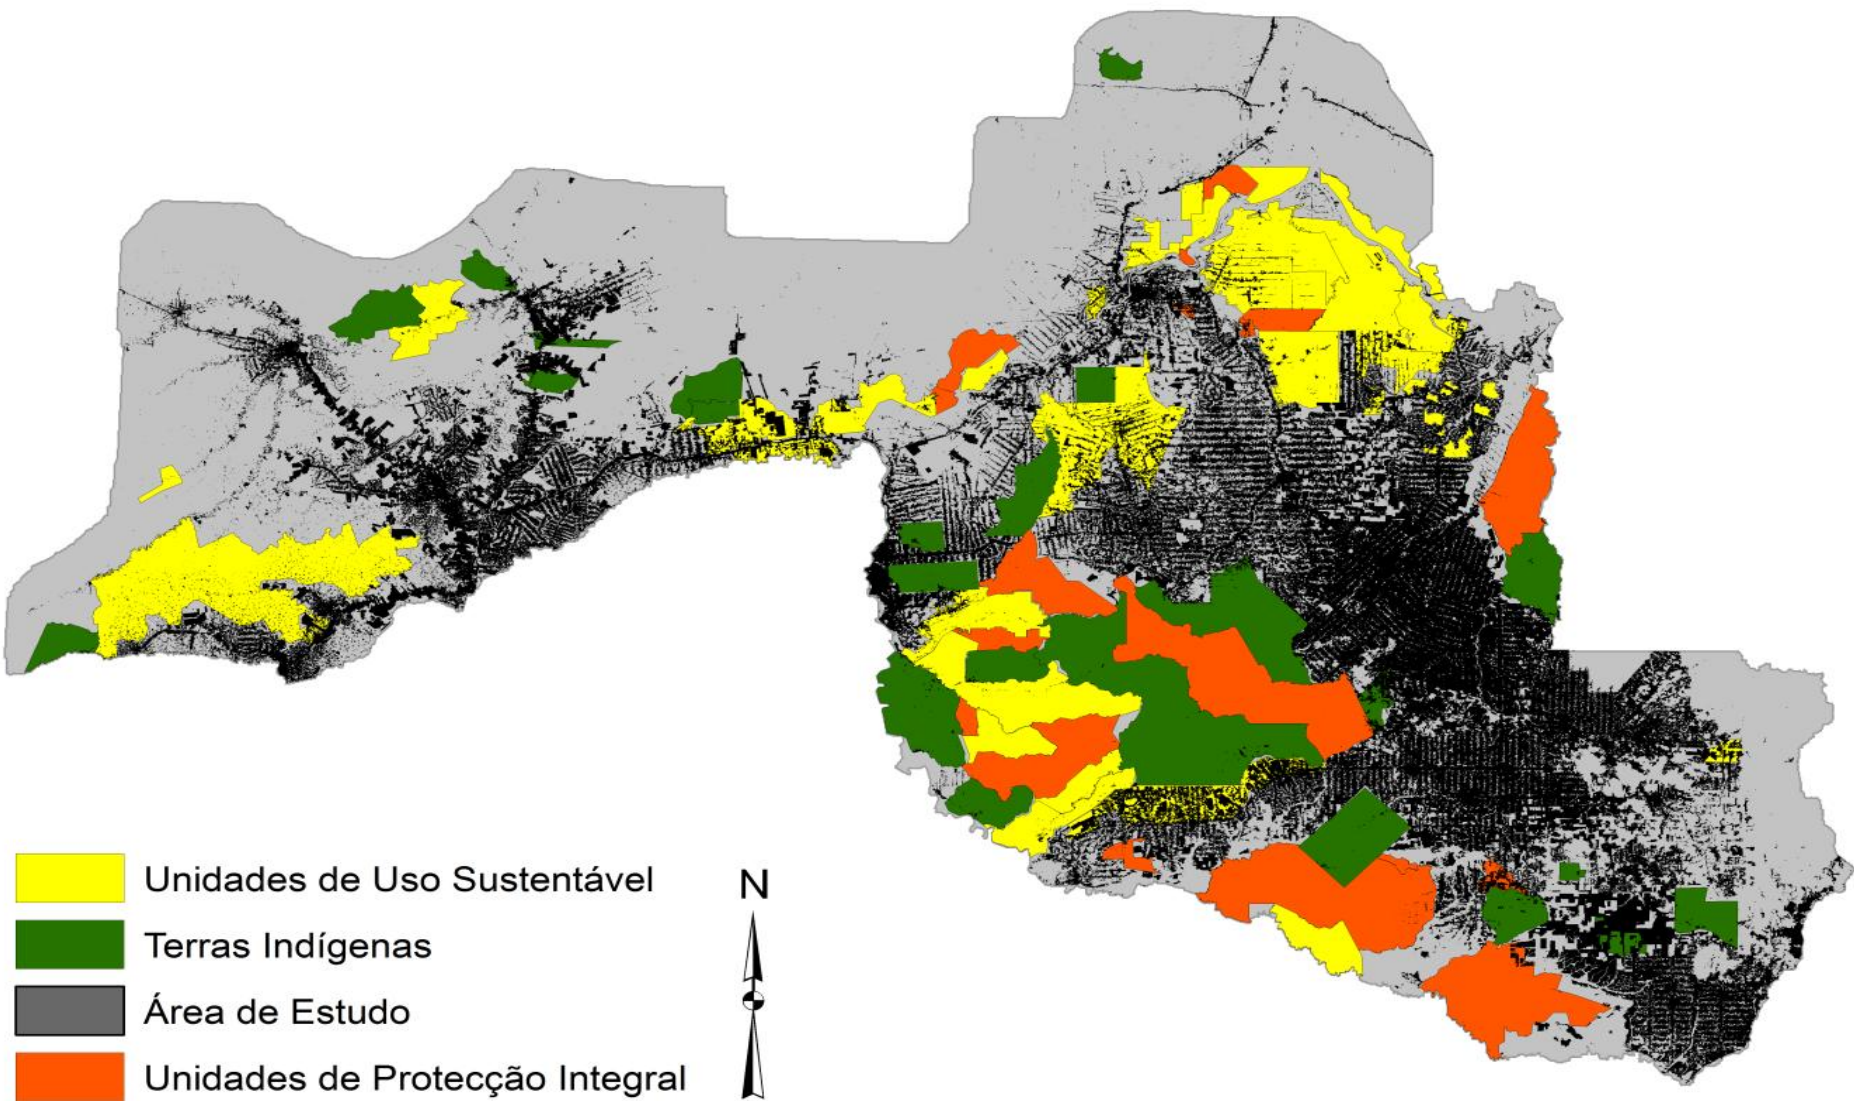 Unidades de Uso Sustentável
Terras Indígenas
Área de Estudo
Unidades de Protecção Integral
N